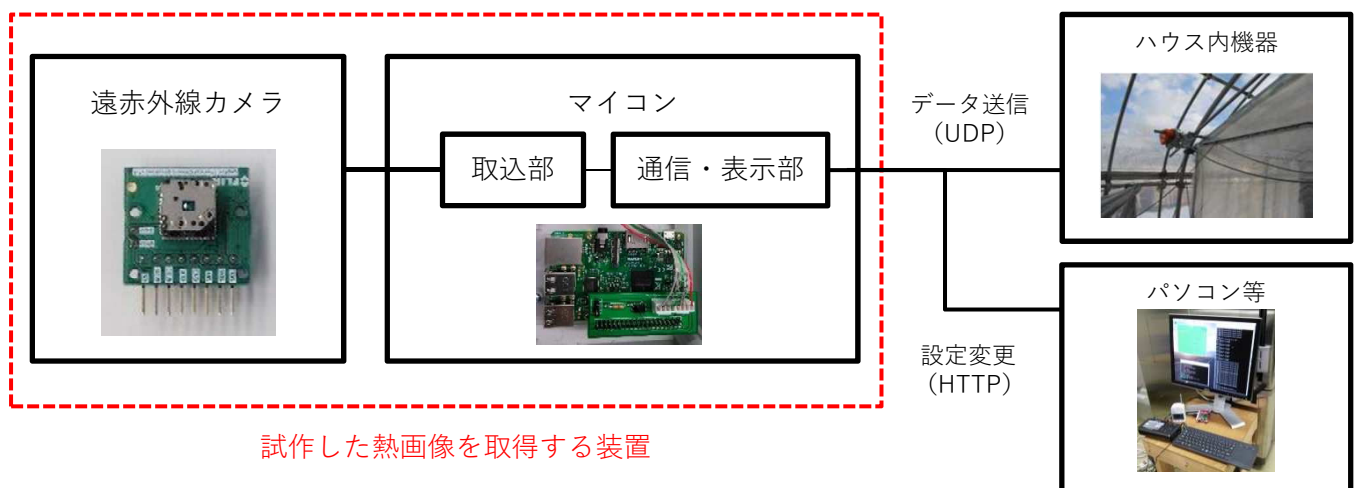 遠赤外線カメラ
マイコン
取込部
通信・表示部
データ送信
（UDP）
ハウス内機器
設定変更
（HTTP）
パソコン等
試作した熱画像を取得する装置